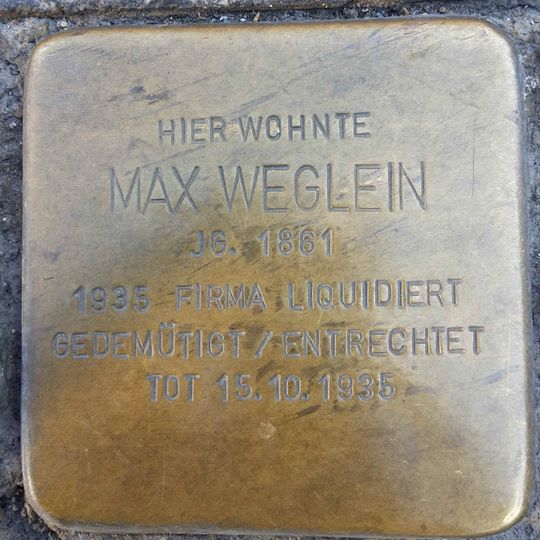 HIER WOHNTE
MAX WEGLEIN
JG. 1861
1935 FIRMA LIQUIDIERT
GEDEMÜTIGT / ENTRECHTET
TOT 15.10.1935